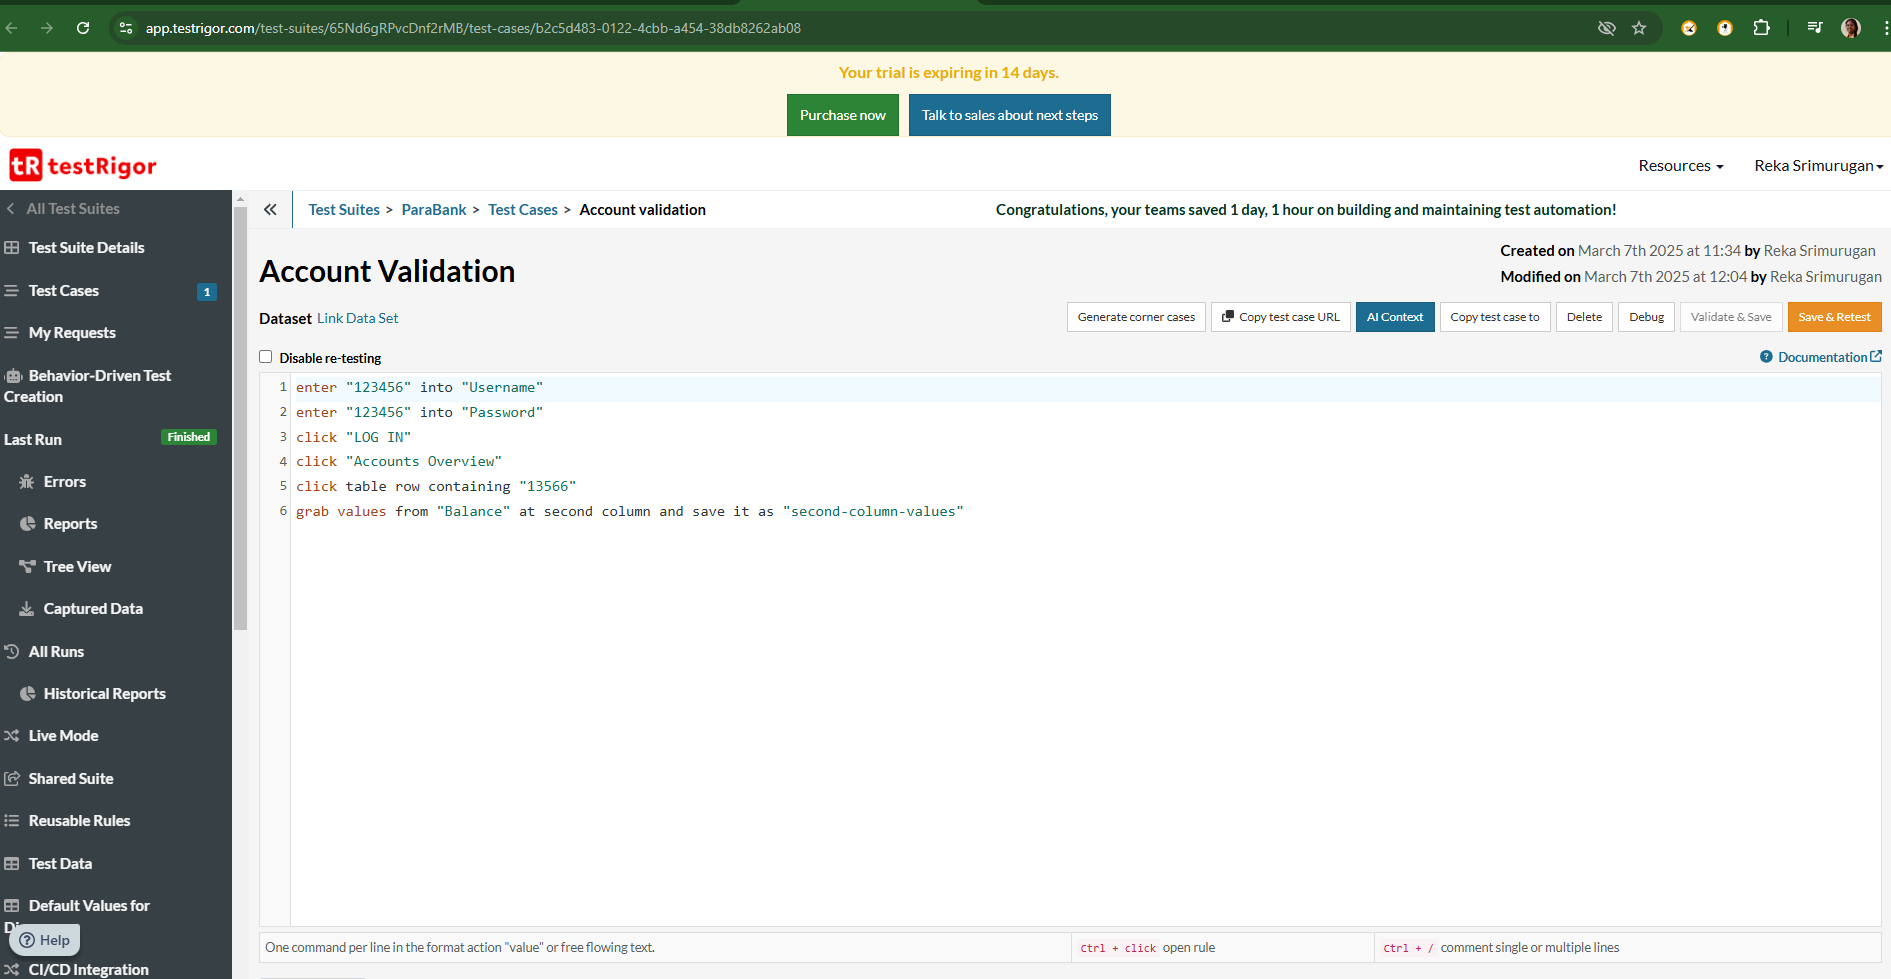 app.testrigor.com/test-suites/65Nd6gRPvcDnf2rMB/test-cases/b2c5d483-0122-4cbb-a454-38db8262ab08
Your trial is expiring in 14 days.
Purchase now
Talk to sales about next steps
tR testRigor
Resources
Reka Srimurugan
All Test Suites
Test Suite Details
Test Cases 1
My Requests
Behavior-Driven Test
Creation
Last Run Finished
Errors
Reports
Tree View
Captured Data
All Runs
Historical Reports
Live Mode
Shared Suite
Reusable Rules
Test Data
Default Values for
Help
CI/CD Integration
Test Suites > ParaBank > Test Cases > Account validation
Congratulations, your teams saved 1 day, 1 hour on building and maintaining test automation!
Account Validation
Created on March 7th 2025 at 11:34 by Reka Srimurugan
Modified on March 7th 2025 at 12:04 by Reka Srimurugan
Dataset Link Data Set
Generate corner cases
Copy test case URL
AI Context
Copy test case to
Delete
Debug
Validate & Save
Save & Retest
Disable re-testing
Documentation
1 enter "123456" into "Username"
2 enter "123456" into "Password"
3 click "LOG IN"
4 click "Accounts Overview"
5 click table row containing "13566"
6 grab values from "Balance" at second column and save it as "second-column-values"
One command per line in the format action "value" or free flowing text.
Ctrl + click open rule
Ctrl + / comment single or multiple lines